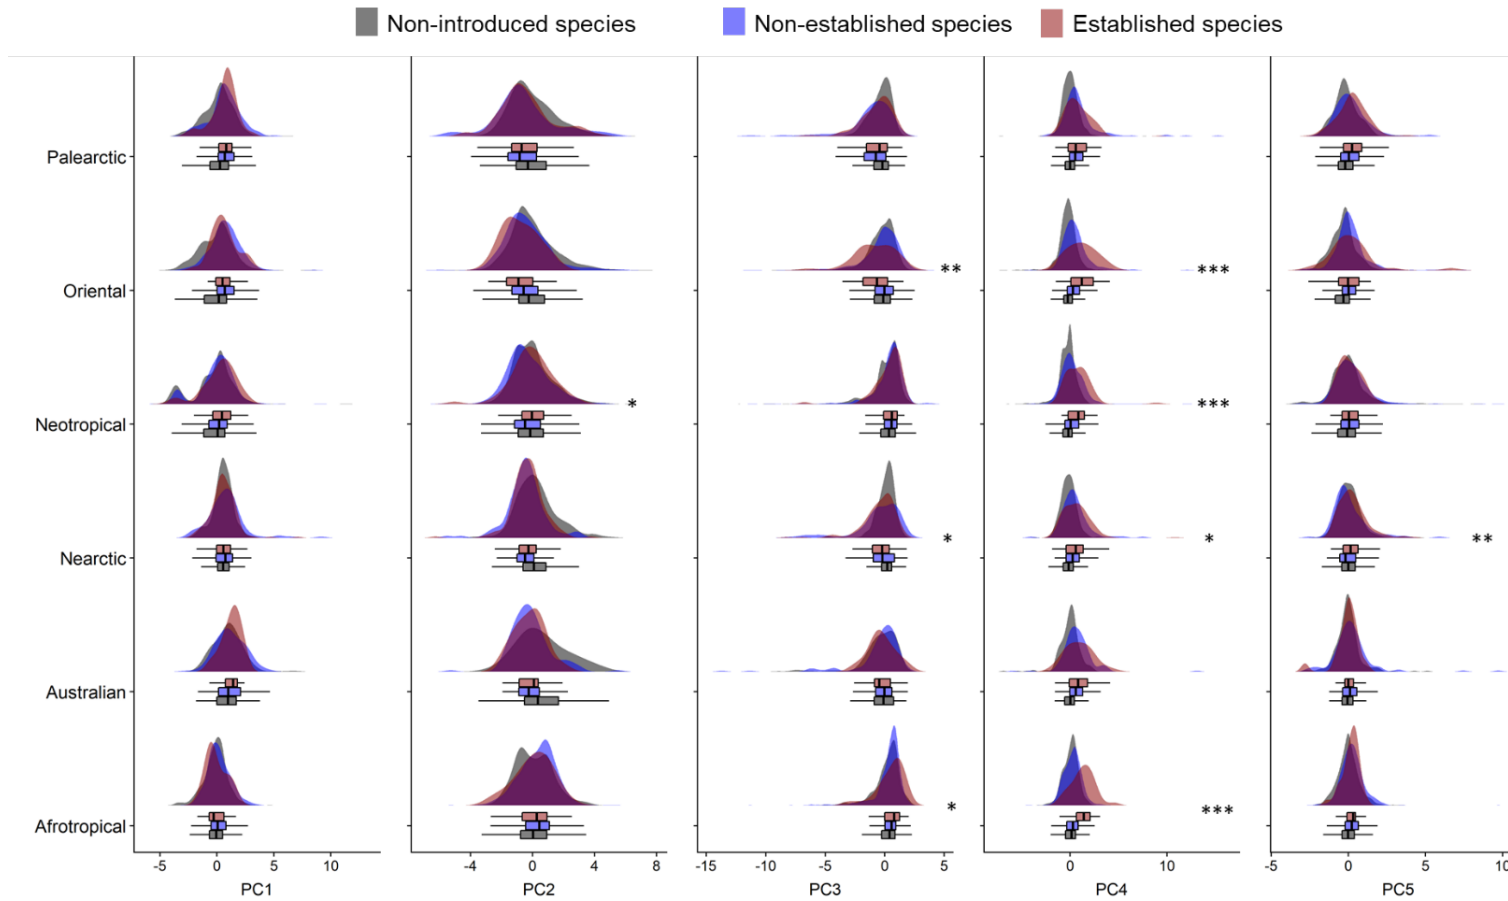 Non-introduced species Non-established species Established species
Palearctic
Oriental
** ***
Neotropical
* ***
Nearctic
* * **
Australian
Afrotropical
* ***
-5 0 5 10 -4 0 4 8 -15 -10 -5 0 5 0 10 -5 0 5 10
PC1 PC2 PC3 PC4 PC5